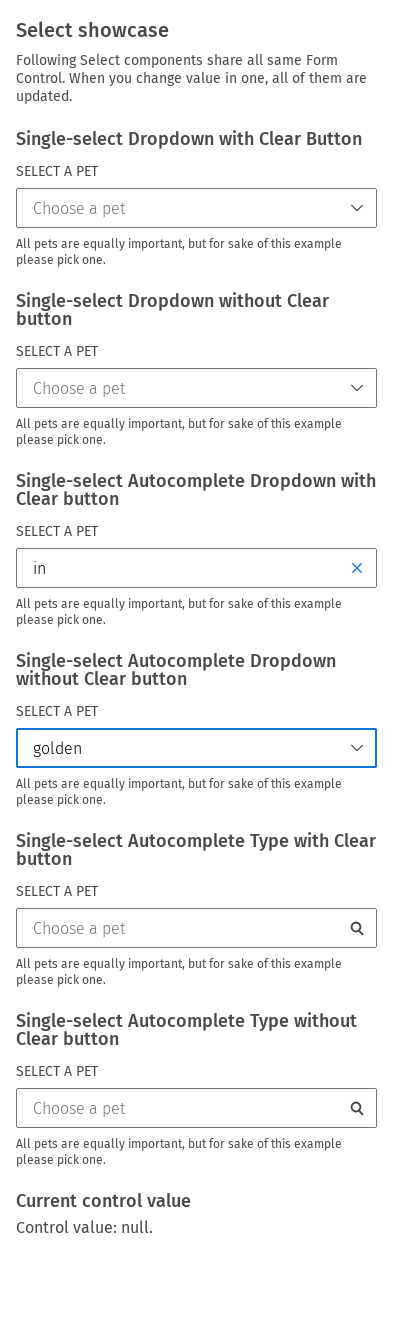 Select showcase
Following Select components share all same Form
Control. When you change value in one, all of them are
updated.
Single-select Dropdown with Clear Button
SELECT A PET
Choose a pet
All pets are equally important, but for sake of this example
please pick one.
Single-select Dropdown without Clear
button
SELECT A PET
Choose a pet
All pets are equally important, but for sake of this example
please pick one.
Single-select Autocomplete Dropdown with
Clear button
SELECT A PET
in
All pets are equally important, but for sake of this example
please pick one.
Single-select Autocomplete Dropdown
without Clear button
SELECT A PET
golden
All pets are equally important, but for sake of this example
please pick one.
Single-select Autocomplete Type with Clear
button
SELECT A PET
Choose a pet
All pets are equally important, but for sake of this example
please pick one.
Single-select Autocomplete Type without
Clear button
SELECT A PET
Choose a pet
All pets are equally important, but for sake of this example
please pick one.
Current control value
Control value: null.